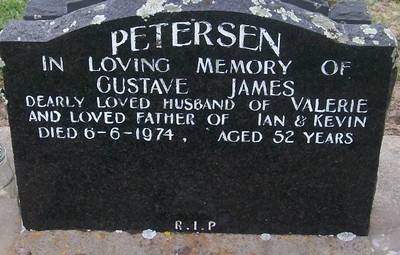 PETERSEN
IN LOVING MEMORY OF
GUSTAVE JAMES
DEARLY LOVED HUSBAND OF VALERIE
AND LOVED FATHER OF IAN & KEVIN
DIED 6-6-1974, AGED 52 YEARS
R.I.P